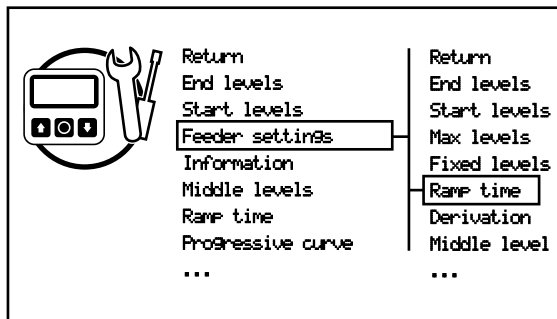 Return
End levels
Start levels
Feeder settings
Information
Middle levels
Ramp time
Progressive curve
...
Return
End levels
Start levels
Max levels
Fixed levels
Ramp time
Derivation
Middle level
...